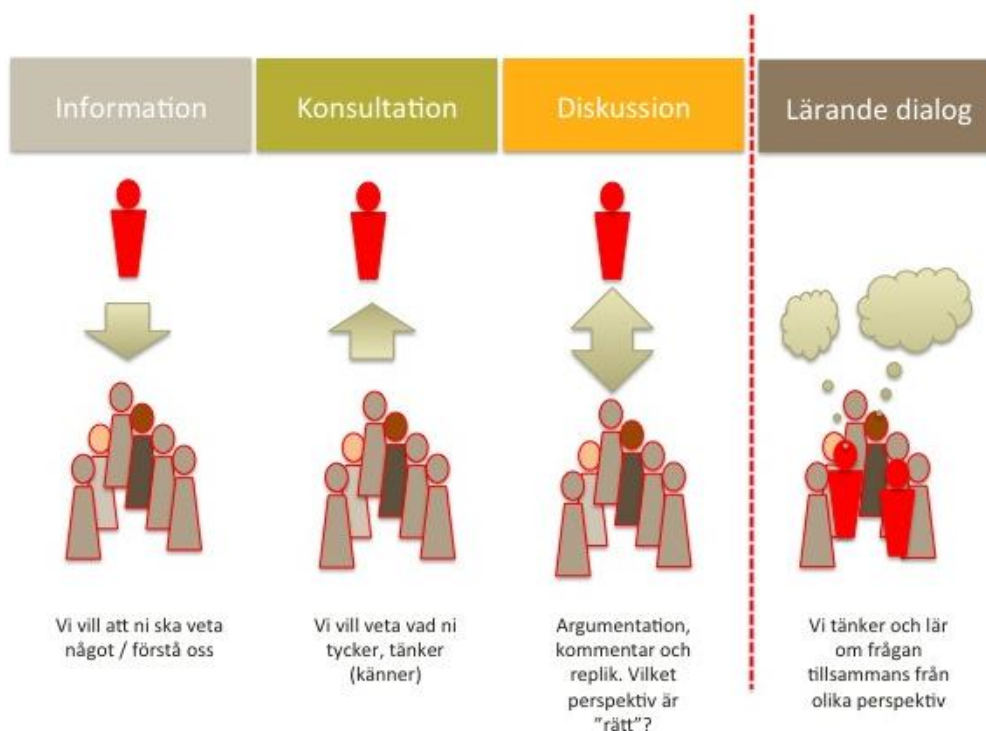 Information
Konsultation
Diskussion
Lärande dialog
Vi vill att ni ska veta
något / förstå oss
Vi vill veta vad ni
tycker, tänker
(känner)
Argumentation,
kommentar och
replik. Vilket
perspektiv är
”rätt”?
Vi tänker och lär
om frågan
tillsammans från
olika perspektiv